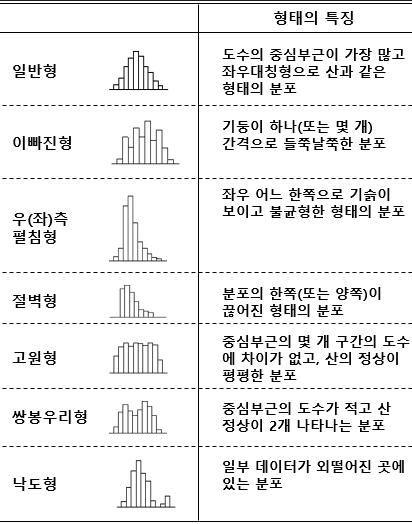 형태의 특징
일반형
도수의 중심부근이 가장 많고
좌우대칭형으로 산과 같은
형태의 분포
이빠진형
기둥이 하나(또는 몇 개)
간격으로 들쭉날쭉한 분포
우(좌)측
펼침형
좌우 어느 한쪽으로 기슭이
보이고 불균형한 형태의 분포
절벽형
분포의 한쪽(또는 양쪽)이
끊어진 형태의 분포
고원형
중심부근의 몇 개 구간의 도수
에 차이가 없고, 산의 정상이
평평한 분포
쌍봉우리형
중심부근의 도수가 적고 산
정상이 2개 나타나는 분포
낙도형
일부 데이터가 외떨어진 곳에
있는 분포